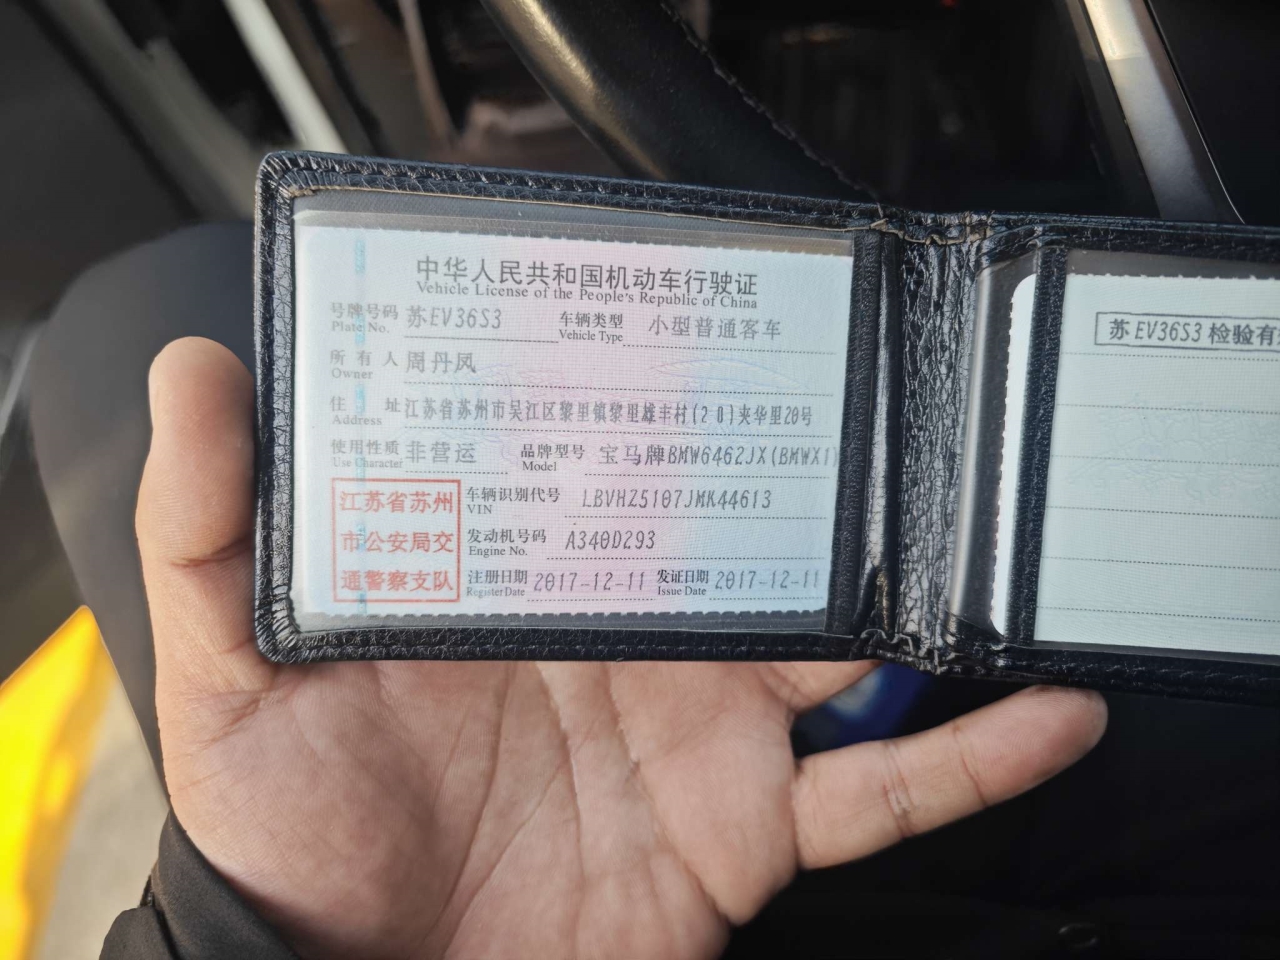 中华人民共和国机动车行驶证
Vehicle License of the People's Republic of China
号牌号码 苏EV36S3 车辆类型 小型普通客车
Plate No. Vehicle Type
所有人 周丹凤
Owner
住址 江苏省苏州市吴江区黎里镇黎里雄丰村(20)夹华里20号
Address
使用性质 非营运 品牌型号 宝马牌BMW6462JX(BMWX1)
Use Character Model
江苏省苏州
市公安局交
通警察支队
车辆识别代号 LBVHZ5107JMK44613
VIN
发动机号码 A340D293
Engine No.
注册日期 2017-12-11 发证日期 2017-12-11
Register Date Issue Date
苏EV36S3 检验有